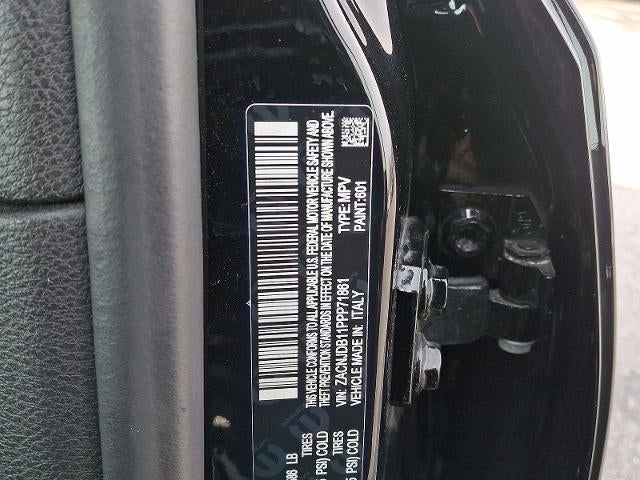 THIS VEHICLE CONFORMS TO ALL APPLICABLE U.S. FEDERAL MOTOR VEHICLE SAFETY AND
THEFT PREVENTION STANDARDS IN EFFECT ON THE DATE OF MANUFACTURE SHOWN ABOVE.
VIN: ZACNJDB11PPP71861 TYPE: MPV
VEHICLE MADE IN: ITALY PAINT: 601
LB
TIRES
PSI) COLD
TIRES
PSI) COLD